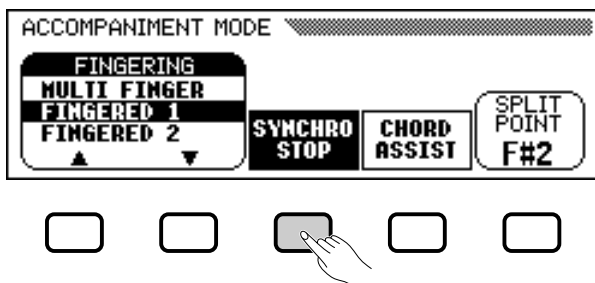 ACCOMPANIMENT MODE
FINGERING
MULTI FINGER
FINGERED 1
FINGERED 2
SYNCHRO
STOP
CHORD
ASSIST
SPLIT
POINT
F#2